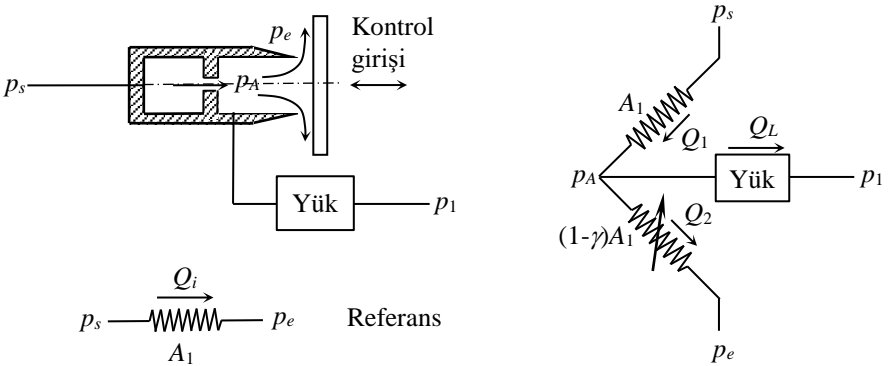 p_e
Kontrol
girişi
p_s
p_A
Yük
p_1
Q_i
p_s
p_e
A_1
Referans
p_s
A_1
Q_1
Q_L
p_A
Yük
p_1
Q_2
(1-γ)A_1
p_e